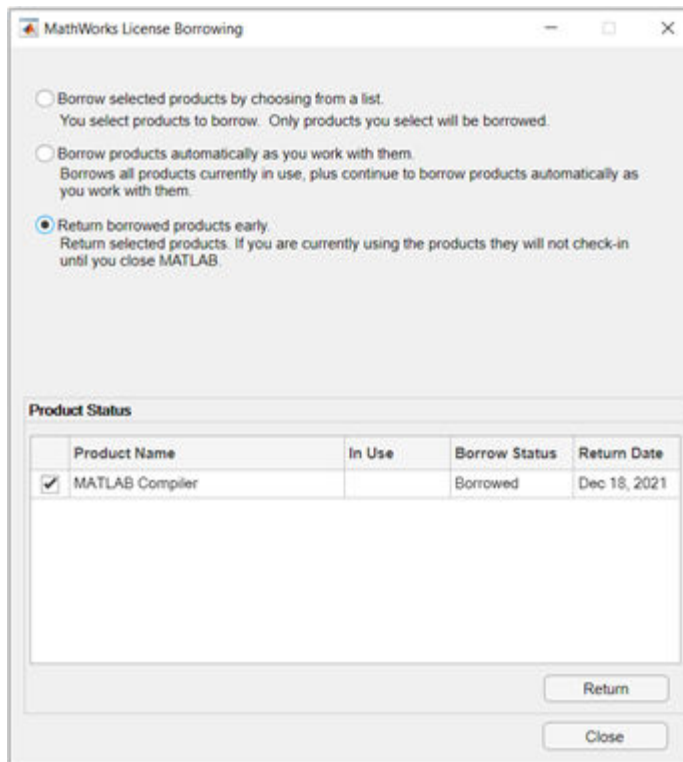 MathWorks License Borrowing
Borrow selected products by choosing from a list.
You select products to borrow. Only products you select will be borrowed.
Borrow products automatically as you work with them.
Borrows all products currently in use, plus continue to borrow products automatically as
you work with them.
Return borrowed products early.
Return selected products. If you are currently using the products they will not check-in
until you close MATLAB.
Product Status
Product Name In Use Borrow Status Return Date
MATLAB Compiler Borrowed Dec 18, 2021
Return
Close